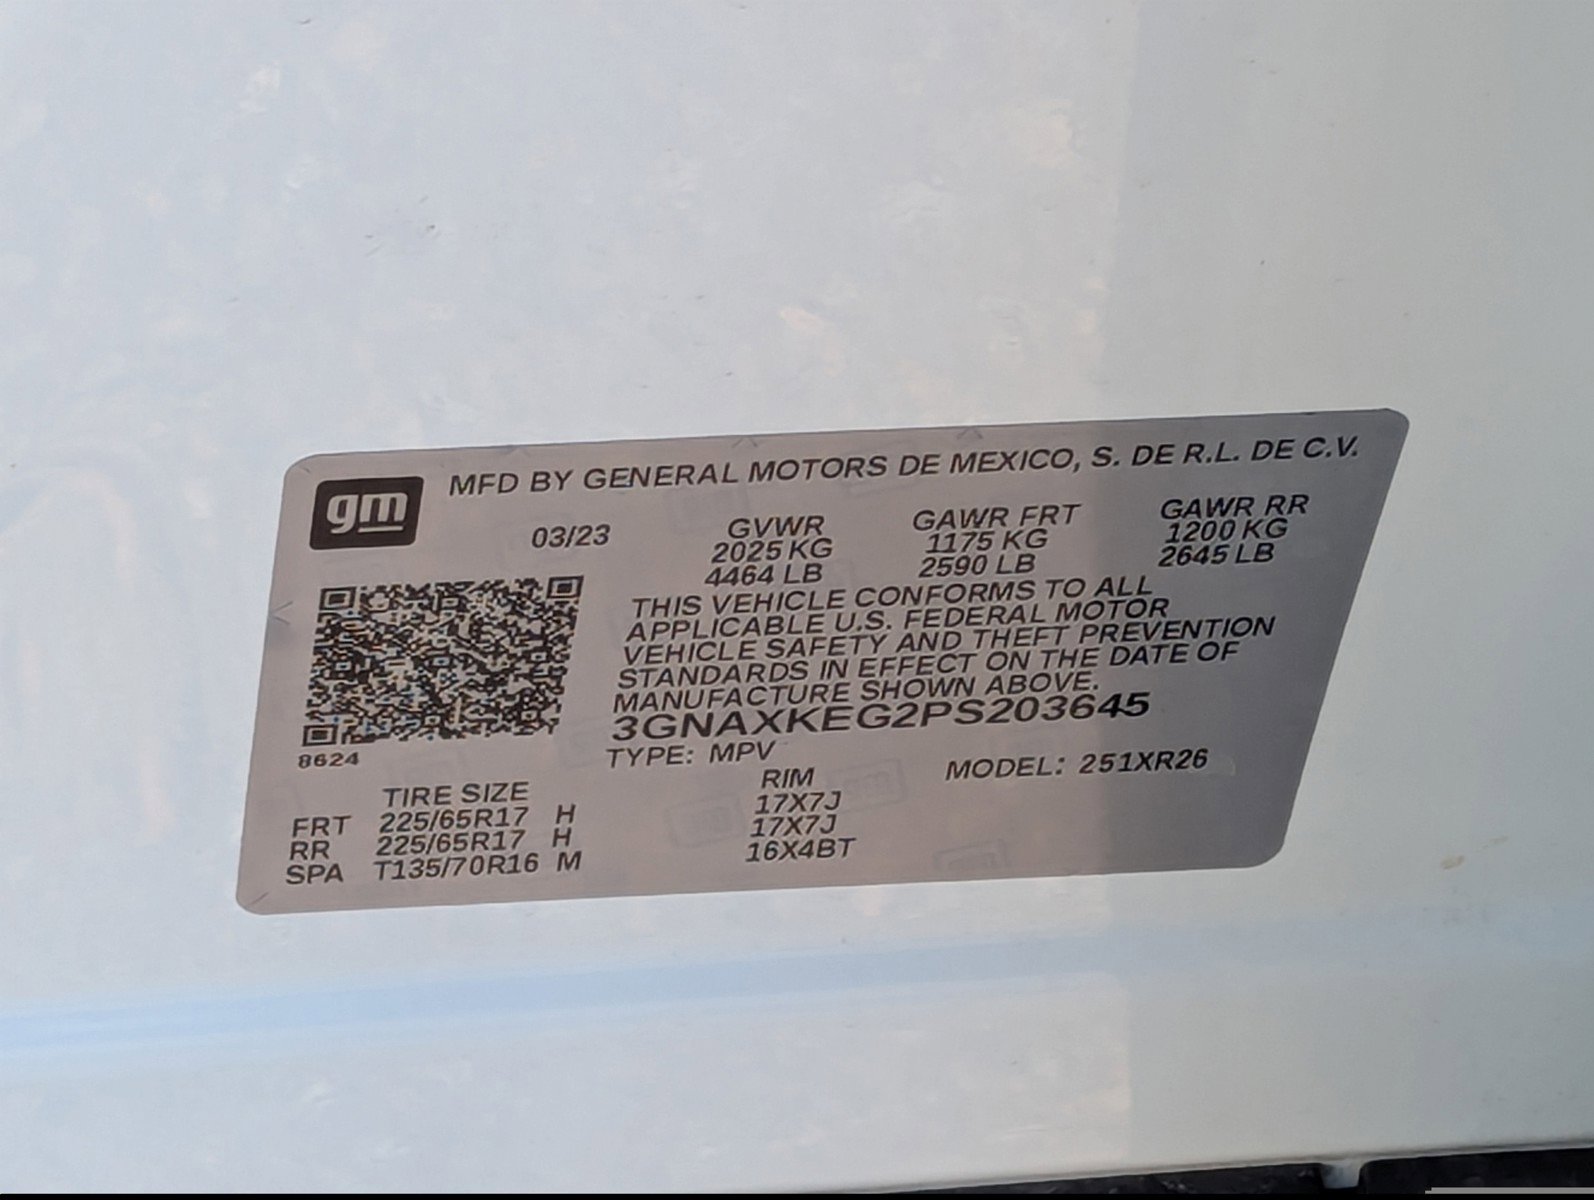 gm MFD BY GENERAL MOTORS DE MEXICO, S. DE R.L. DE C.V.
03/23 GVWR GAWR FRT GAWR RR
2025 KG 1175 KG 1200 KG
4464 LB 2590 LB 2645 LB
THIS VEHICLE CONFORMS TO ALL
APPLICABLE U.S. FEDERAL MOTOR
VEHICLE SAFETY AND THEFT PREVENTION
STANDARDS IN EFFECT ON THE DATE OF
MANUFACTURE SHOWN ABOVE.
3GNAXKEG2PS203645
8624 TYPE: MPV MODEL: 251XR26
TIRE SIZE RIM
FRT 225/65R17 H 17X7J
RR 225/65R17 H 17X7J
SPA T135/70R16 M 16X4BT